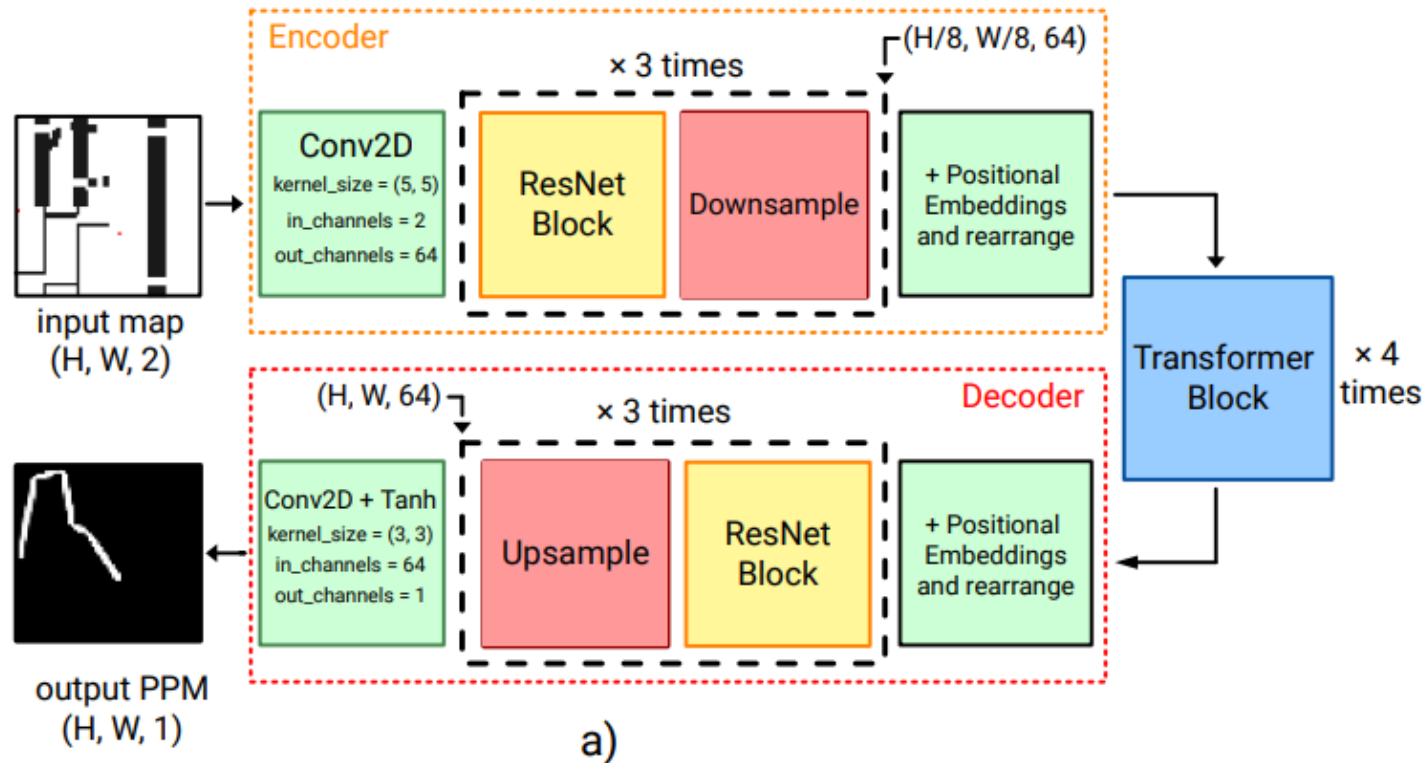 Encoder
(H/8, W/8, 64)
× 3 times
Conv2D
kernel_size = (5, 5)
in_channels = 2
out_channels = 64
ResNet
Block
Downsample
+ Positional
Embeddings
and rearrange
input map
(H, W, 2)
Transformer
Block
× 4
times
(H, W, 64)
× 3 times
Decoder
Conv2D + Tanh
kernel_size = (3, 3)
in_channels = 64
out_channels = 1
Upsample
ResNet
Block
+ Positional
Embeddings
and rearrange
output PPM
(H, W, 1)
a)